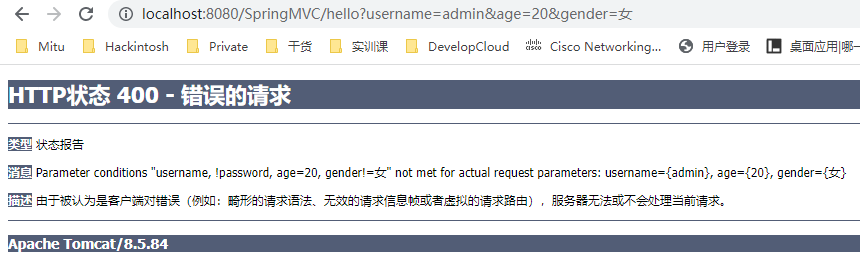 localhost:8080/SpringMVC/hello?username=admin&age=20&gender=女
Mitu Hackintosh Private 干货 实训课 DevelopCloud Cisco Networking... 用户登录 桌面应用|哪一
HTTP状态 400 - 错误的请求
类型 状态报告
消息 Parameter conditions "username, !password, age=20, gender!=女" not met for actual request parameters: username={admin}, age={20}, gender={女}
描述 由于被认为是客户端对错误（例如：畸形的请求语法、无效的请求信息帧或者虚拟的请求路由），服务器无法或不会处理当前请求。
Apache Tomcat/8.5.84